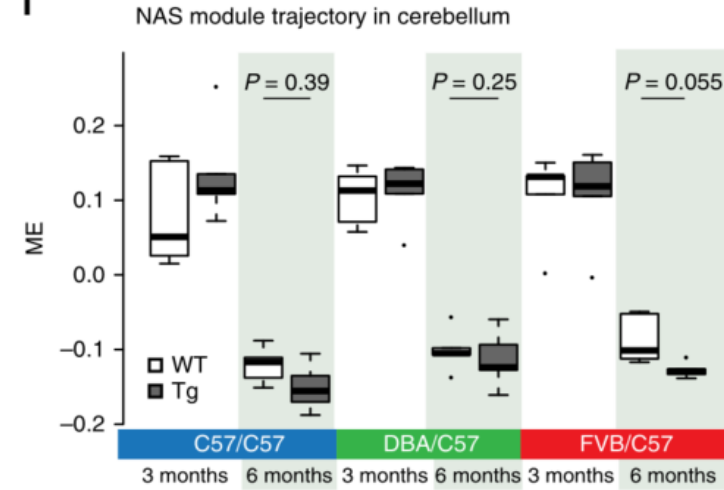 NAS module trajectory in cerebellum
P = 0.39
P = 0.25
P = 0.055
0.2
0.1
0.0
–0.1
–0.2
ME
WT
Tg
C57/C57
DBA/C57
FVB/C57
3 months 6 months 3 months 6 months 3 months 6 months